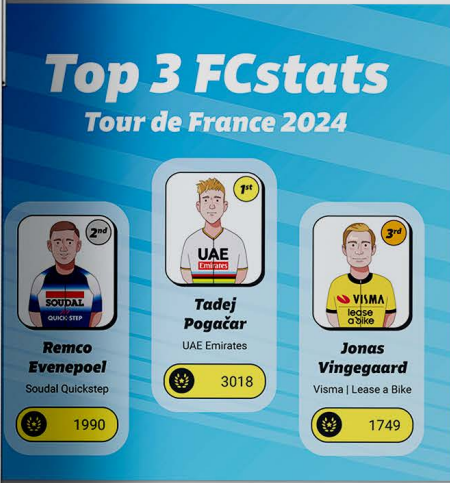 Top 3 FCstats
Tour de France 2024
2nd
SOUDAL
QUICK-STEP
Remco
Evenepoel
Soudal Quickstep
1990
1st
UAE
Emirates
Tadej
Pogačar
UAE Emirates
3018
3rd
VISMA
lease
a bike
Jonas
Vingegaard
Visma | Lease a Bike
1749